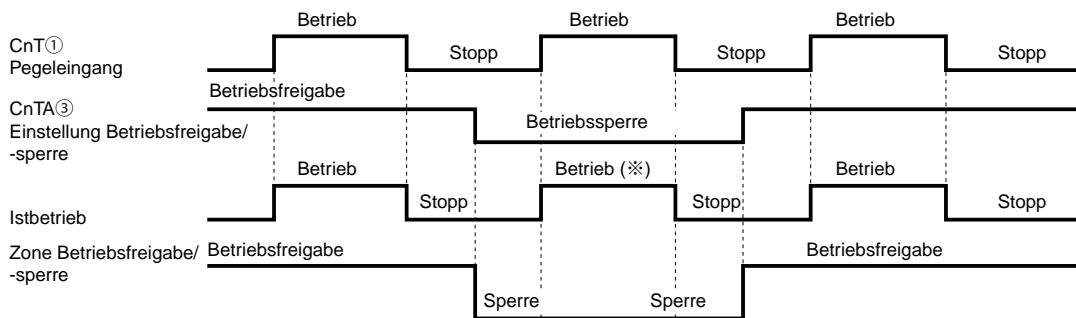 Betrieb Betrieb Betrieb
CnT①
Stopp Stopp Stopp
Pegeleingang
Betriebsfreigabe
CnTA③
Einstellung Betriebsfreigabe/
-sperre
Betriebssperre
Betrieb Betrieb (※) Betrieb
Istbetrieb
Stopp Stopp Stopp
Zone Betriebsfreigabe/
-sperre
Betriebsfreigabe Betriebsfreigabe
Sperre Sperre